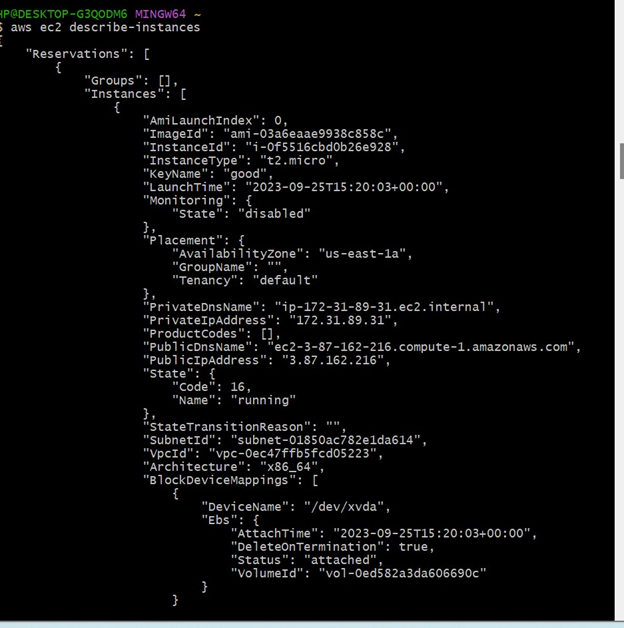 HP@DESKTOP-G3QODM6 MINGW64 ~
$ aws ec2 describe-instances
{
    "Reservations": [
        {
            "Groups": [],
            "Instances": [
                {
                    "AmiLaunchIndex": 0,
                    "ImageId": "ami-03a6eaae9938c858c",
                    "InstanceId": "i-0f5516cbd0b26e928",
                    "InstanceType": "t2.micro",
                    "KeyName": "good",
                    "LaunchTime": "2023-09-25T15:20:03+00:00",
                    "Monitoring": {
                        "State": "disabled"
                    },
                    "Placement": {
                        "AvailabilityZone": "us-east-1a",
                        "GroupName": "",
                        "Tenancy": "default"
                    },
                    "PrivateDnsName": "ip-172-31-89-31.ec2.internal",
                    "PrivateIpAddress": "172.31.89.31",
                    "ProductCodes": [],
                    "PublicDnsName": "ec2-3-87-162-216.compute-1.amazonaws.com",
                    "PublicIpAddress": "3.87.162.216",
                    "State": {
                        "Code": 16,
                        "Name": "running"
                    },
                    "StateTransitionReason": "",
                    "SubnetId": "subnet-01850ac782e1da614",
                    "VpcId": "vpc-0ec47ffb5fcd05223",
                    "Architecture": "x86_64",
                    "BlockDeviceMappings": [
                        {
                            "DeviceName": "/dev/xvda",
                            "Ebs": {
                                "AttachTime": "2023-09-25T15:20:03+00:00",
                                "DeleteOnTermination": true,
                                "Status": "attached",
                                "VolumeId": "vol-0ed582a3da606690c"
                            }
                        }